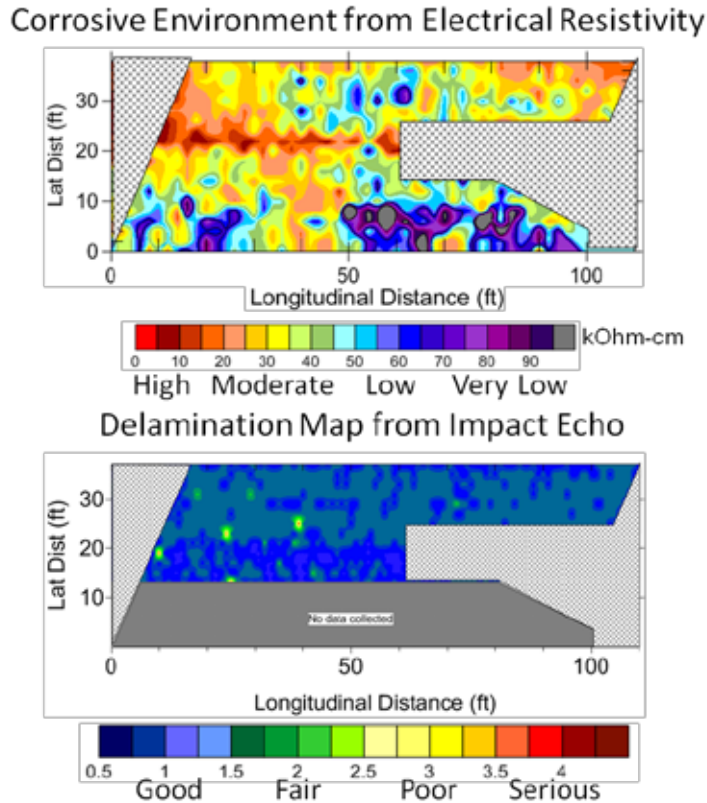 Corrosive Environment from Electrical Resistivity
Lat Dist (ft)
30
20
10
0
0 50 100
Longitudinal Distance (ft)
kOhm-cm
0 10 20 30 40 50 60 70 80 90
High Moderate Low Very Low
Delamination Map from Impact Echo
Lat Dist (ft)
30
20
10
No data collected
0 50 100
Longitudinal Distance (ft)
0.5 1 1.5 2 2.5 3 3.5 4
Good Fair Poor Serious